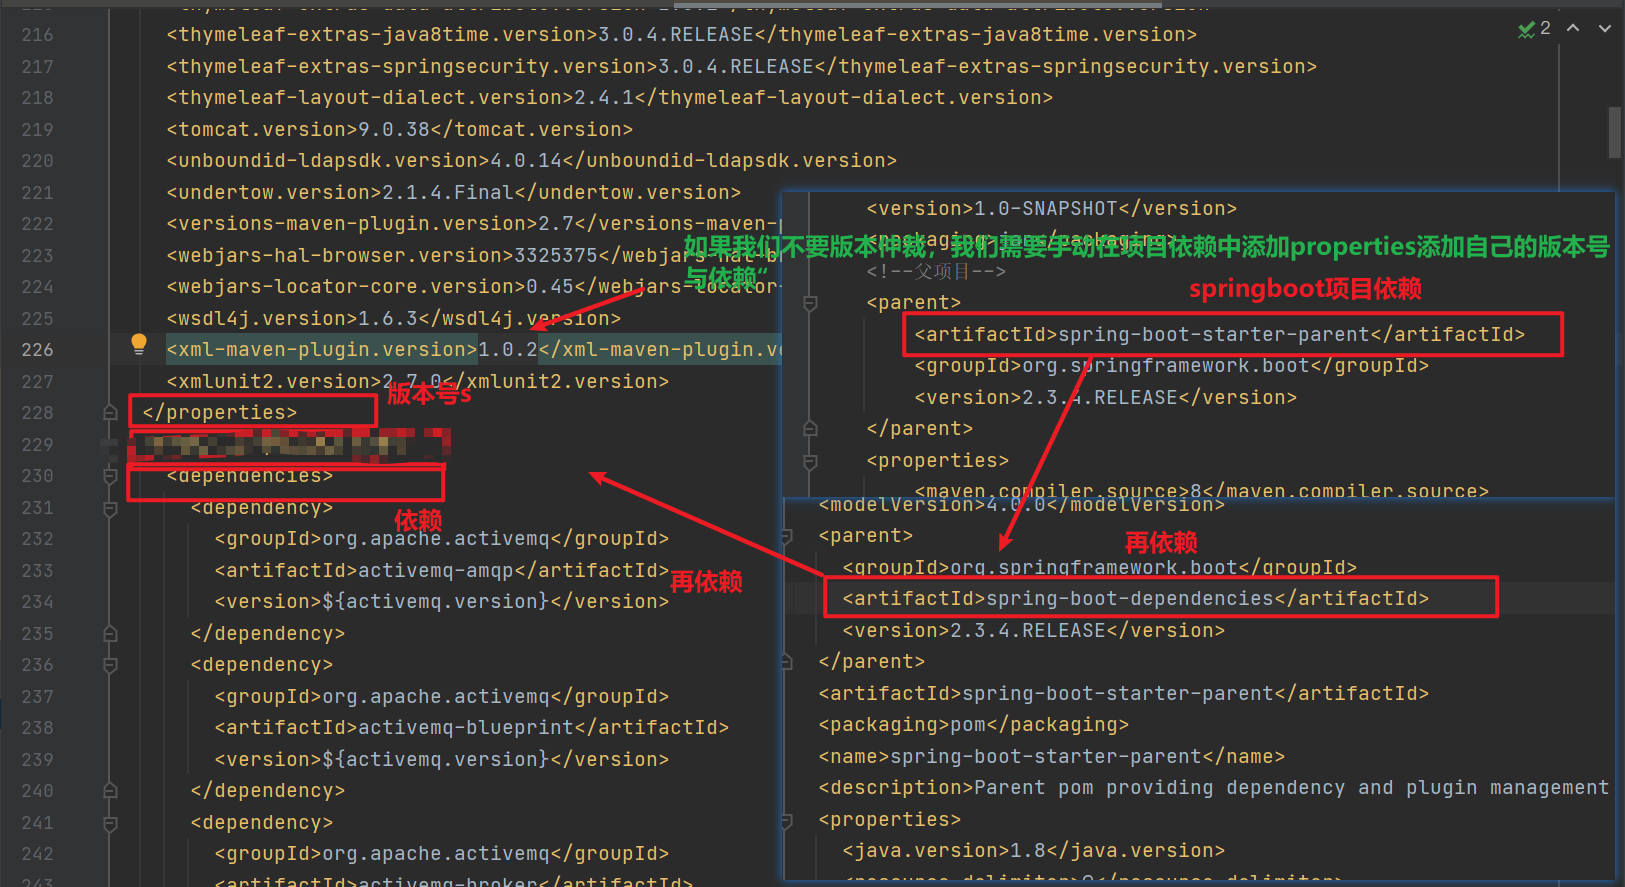 216 <thymeleaf-extras-java8time.version>3.0.4.RELEASE</thymeleaf-extras-java8time.version>
2
217 <thymeleaf-extras-springsecurity.version>3.0.4.RELEASE</thymeleaf-extras-springsecurity.version>
218 <thymeleaf-layout-dialect.version>2.4.1</thymeleaf-layout-dialect.version>
219 <tomcat.version>9.0.38</tomcat.version>
220 <unboundid-ldapsdk.version>4.0.14</unboundid-ldapsdk.version>
221 <undertow.version>2.1.4.Final</undertow.version>
222 <versions-maven-plugin.version>2.7</versions-maven-p
223 <webjars-hal-browser.version>3325375</webjars-hal-b
224 <webjars-locator-core.version>0.45</webjars-locator-
225 <wsdl4j.version>1.6.3</wsdl4j.version>
226 <xml-maven-plugin.version>1.0.2</xml-maven-plugin.ve
227 <xmlunit2.version>2.7.0</xmlunit2.version>
228 </properties>
版本号s
229
230 <dependencies>
231 <dependency>
依赖
232 <groupId>org.apache.activemq</groupId>
233 <artifactId>activemq-amqp</artifactId>
再依赖
234 <version>${activemq.version}</version>
235 </dependency>
236 <dependency>
237 <groupId>org.apache.activemq</groupId>
238 <artifactId>activemq-blueprint</artifactId>
239 <version>${activemq.version}</version>
240 </dependency>
241 <dependency>
242 <groupId>org.apache.activemq</groupId>
243 <artifactId>activemq-broker</artifactId>
<version>1.0-SNAPSHOT</version>
如果我们不要版本仲裁，我们需要手动在项目依赖中添加properties添加自己的版本号
与依赖“
<!--父项目-->
springboot项目依赖
<parent>
<artifactId>spring-boot-starter-parent</artifactId>
<groupId>org.springframework.boot</groupId>
<version>2.3.4.RELEASE</version>
</parent>
<properties>
<maven.compiler.source>8</maven.compiler.source>
<modelVersion>4.0.0</modelVersion>
<parent>
再依赖
<groupId>org.springframework.boot</groupId>
<artifactId>spring-boot-dependencies</artifactId>
<version>2.3.4.RELEASE</version>
</parent>
<artifactId>spring-boot-starter-parent</artifactId>
<packaging>pom</packaging>
<name>spring-boot-starter-parent</name>
<description>Parent pom providing dependency and plugin management
<properties>
<java.version>1.8</java.version>